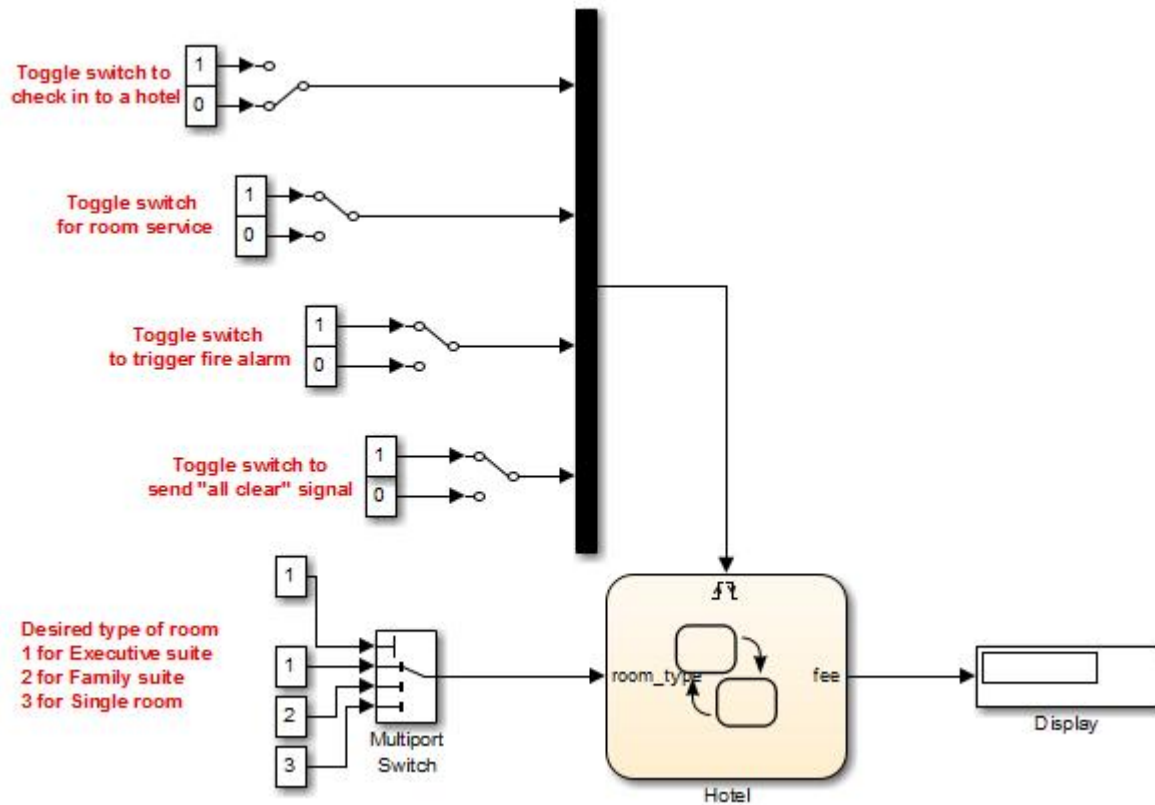 Toggle switch to
check in to a hotel
1
0
Toggle switch
for room service
1
0
Toggle switch
to trigger fire alarm
1
0
Toggle switch to
send "all clear" signal
1
0
1
Desired type of room
1 for Executive suite
2 for Family suite
3 for Single room
1
2
3
Multiport
Switch
room_type
fee
Hotel
Display